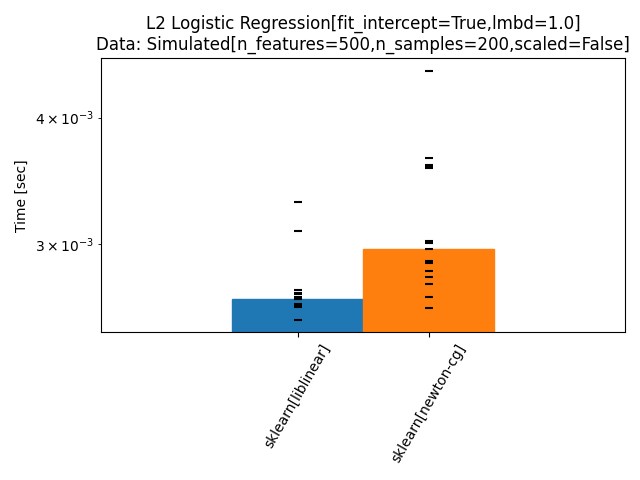 L2 Logistic Regression[fit_intercept=True,lmbd=1.0]
Data: Simulated[n_features=500,n_samples=200,scaled=False]
4 × 10⁻³
3 × 10⁻³
Time [sec]
sklearn[liblinear]
sklearn[newton-cg]